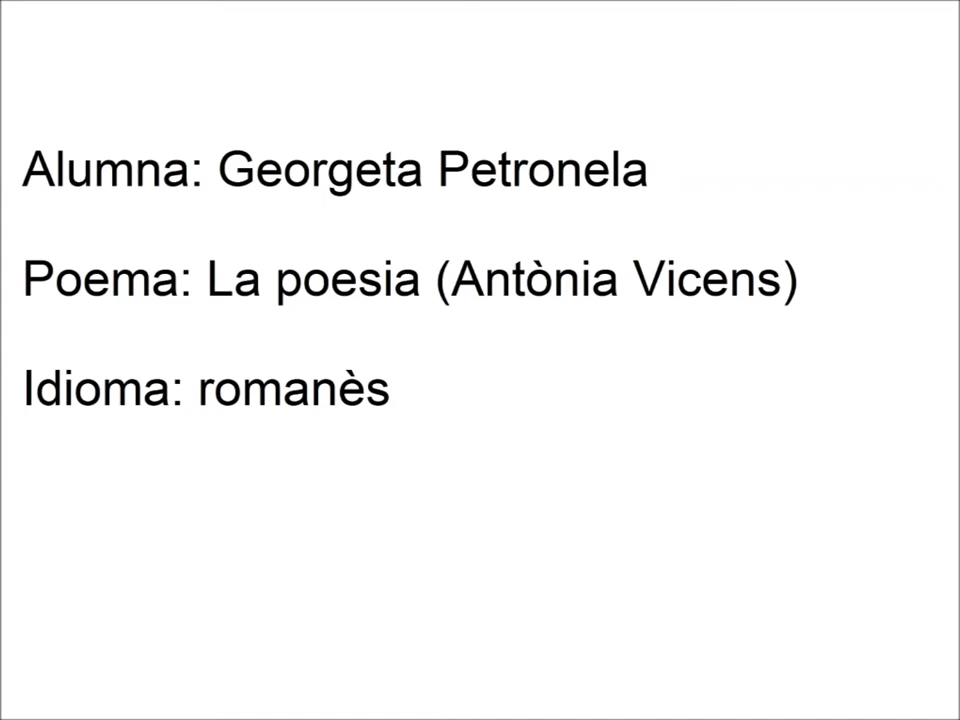 Alumna: Georgeta Petronela
Poema: La poesia (Antònia Vicens)
Idioma: romanès